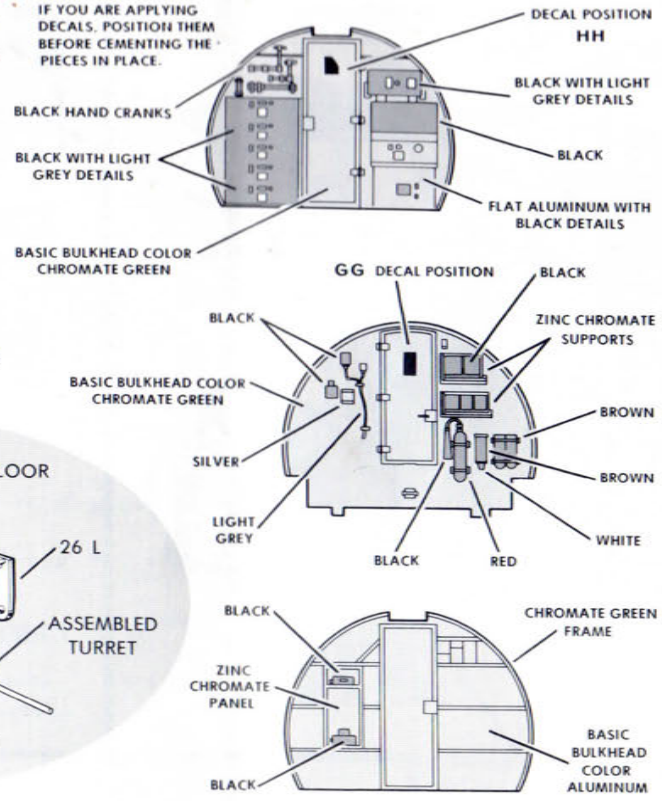 IF YOU ARE APPLYING
DECALS, POSITION THEM
BEFORE CEMENTING THE
PIECES IN PLACE.
DECAL POSITION
HH
BLACK WITH LIGHT
GREY DETAILS
BLACK HAND CRANKS
BLACK
BLACK WITH LIGHT
GREY DETAILS
FLAT ALUMINUM WITH
BLACK DETAILS
BASIC BULKHEAD COLOR
CHROMATE GREEN
GG DECAL POSITION
BLACK
BLACK
ZINC CHROMATE
SUPPORTS
BASIC BULKHEAD COLOR
CHROMATE GREEN
BROWN
SILVER
BROWN
LIGHT
GREY
WHITE
BLACK
RED
LOOR
26 L
ASSEMBLED
TURRET
BLACK
CHROMATE GREEN
FRAME
ZINC
CHROMATE
PANEL
BASIC
BULKHEAD
COLOR
ALUMINUM
BLACK